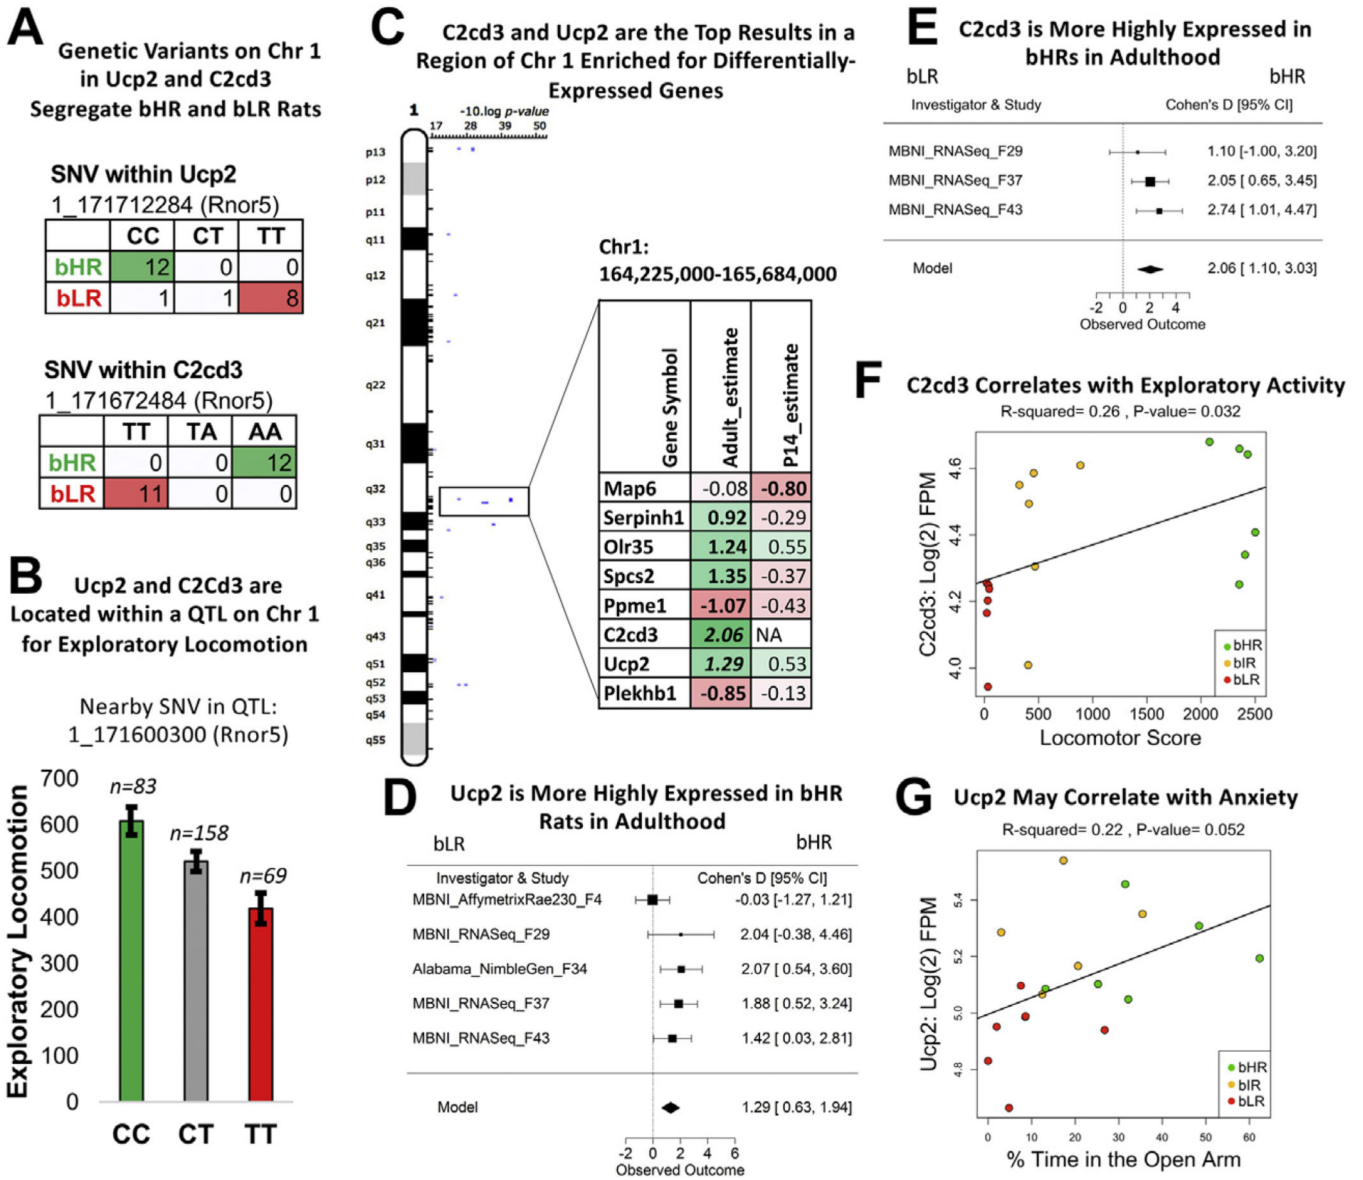 A
Genetic Variants on Chr 1
in Ucp2 and C2cd3
Segregate bHR and bLR Rats
SNV within Ucp2
1_171712284 (Rnor5)
CC CT TT
bHR 12 0 0
bLR 1 1 8
SNV within C2cd3
1_171672484 (Rnor5)
TT TA AA
bHR 0 0 12
bLR 11 0 0
B
Ucp2 and C2Cd3 are
Located within a QTL on Chr 1
for Exploratory Locomotion
Nearby SNV in QTL:
1_171600300 (Rnor5)
Exploratory Locomotion
700
600
500
400
300
200
100
0
n=83
n=158
n=69
CC CT TT
C
C2cd3 and Ucp2 are the Top Results in a
Region of Chr 1 Enriched for Differentially-
Expressed Genes
1
-10.log p-value
17 28 39 50
p13
p12
p11
q11
q12
q21
q22
q31
q32
q33
q35
q36
q41
q43
q51
q52
q53
q54
q55
Chr1:
164,225,000-165,684,000
Gene Symbol Adult_estimate P14_estimate
Map6 -0.08 -0.80
Serpinh1 0.92 -0.29
Olr35 1.24 0.55
Spcs2 1.35 -0.37
Ppme1 -1.07 -0.43
C2cd3 2.06 NA
Ucp2 1.29 0.53
Plekhb1 -0.85 -0.13
D
Ucp2 is More Highly Expressed in bHR
Rats in Adulthood
bLR bHR
Investigator & Study Cohen's D [95% CI]
MBNI_AffymetrixRae230_F4 -0.03 [-1.27, 1.21]
MBNI_RNASeq_F29 2.04 [-0.38, 4.46]
Alabama_NimbleGen_F34 2.07 [ 0.54, 3.60]
MBNI_RNASeq_F37 1.88 [ 0.52, 3.24]
MBNI_RNASeq_F43 1.42 [ 0.03, 2.81]
Model 1.29 [ 0.63, 1.94]
-2 0 2 4 6
Observed Outcome
E
C2cd3 is More Highly Expressed in
bHRs in Adulthood
bLR bHR
Investigator & Study Cohen's D [95% CI]
MBNI_RNASeq_F29 1.10 [-1.00, 3.20]
MBNI_RNASeq_F37 2.05 [ 0.65, 3.45]
MBNI_RNASeq_F43 2.74 [ 1.01, 4.47]
Model 2.06 [ 1.10, 3.03]
-2 0 2 4
Observed Outcome
F
C2cd3 Correlates with Exploratory Activity
R-squared= 0.26 , P-value= 0.032
C2cd3: Log(2) FPM
4.6
4.4
4.2
4.0
bHR
bIR
bLR
0 500 1000 1500 2000 2500
Locomotor Score
G
Ucp2 May Correlate with Anxiety
R-squared= 0.22 , P-value= 0.052
Ucp2: Log(2) FPM
5.4
5.2
5.0
4.8
bHR
bIR
bLR
0 10 20 30 40 50 60
% Time in the Open Arm